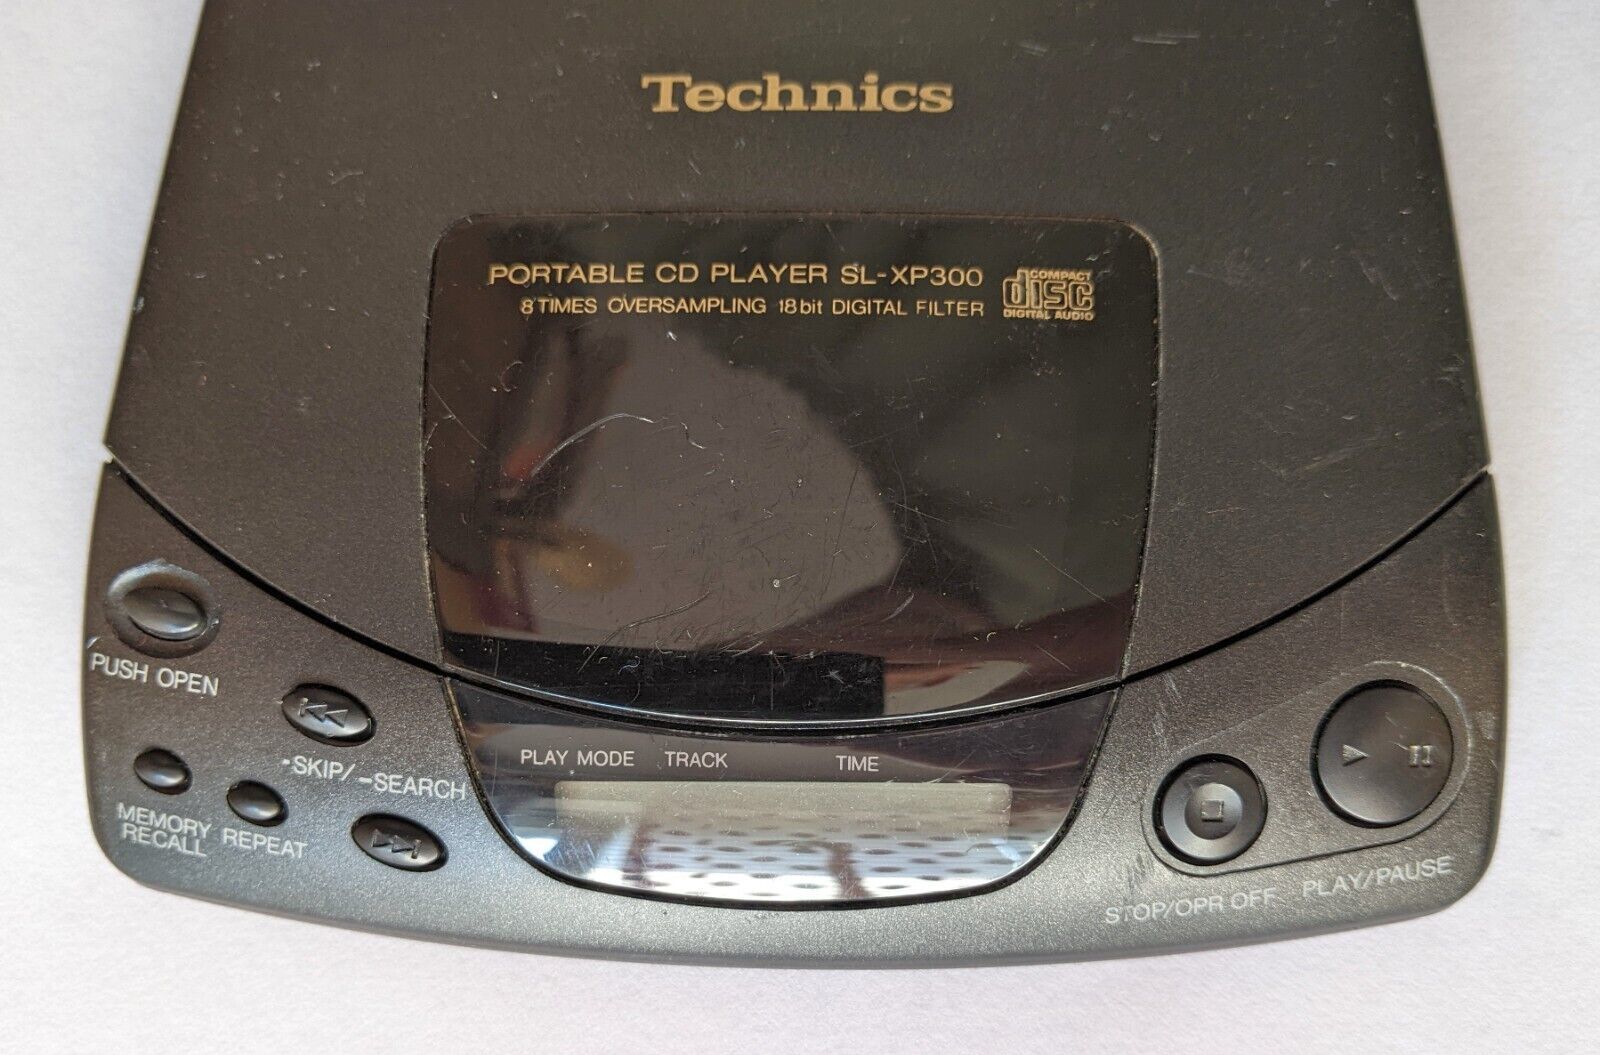 Technics
PORTABLE CD PLAYER SL-XP300
8 TIMES OVERSAMPLING 18 bit DIGITAL FILTER
COMPACT
disc
DIGITAL AUDIO
PUSH OPEN
-SKIP/-SEARCH
MEMORY
RECALL
REPEAT
PLAY MODE TRACK TIME
STOP/OPR OFF
PLAY/PAUSE